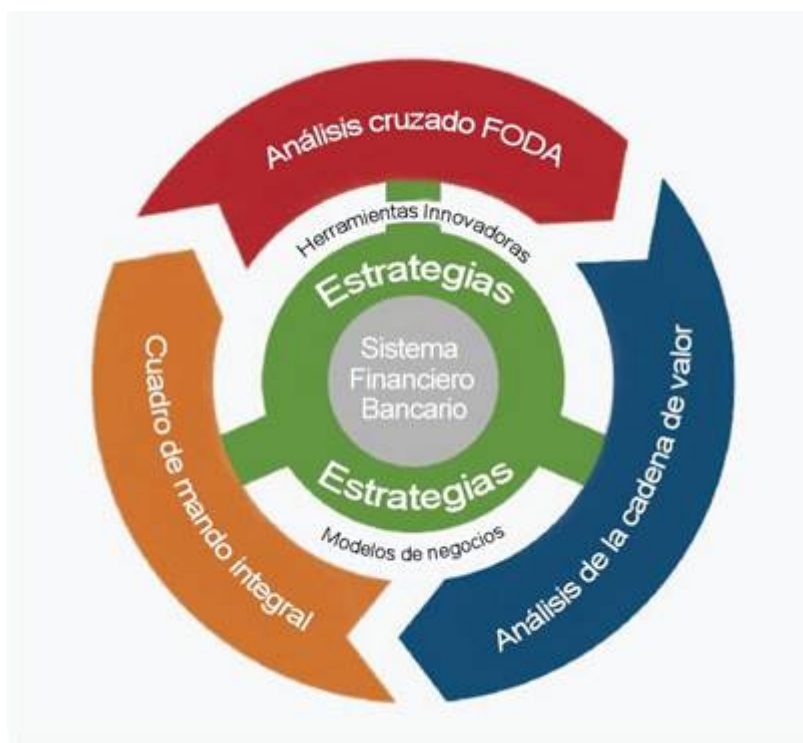 Análisis cruzado FODA
Herramientas Innovadoras
Estrategias
Sistema
Financiero
Bancario
Estrategias
Modelos de negocios
Cuadro de mando integral
Análisis de la cadena de valor